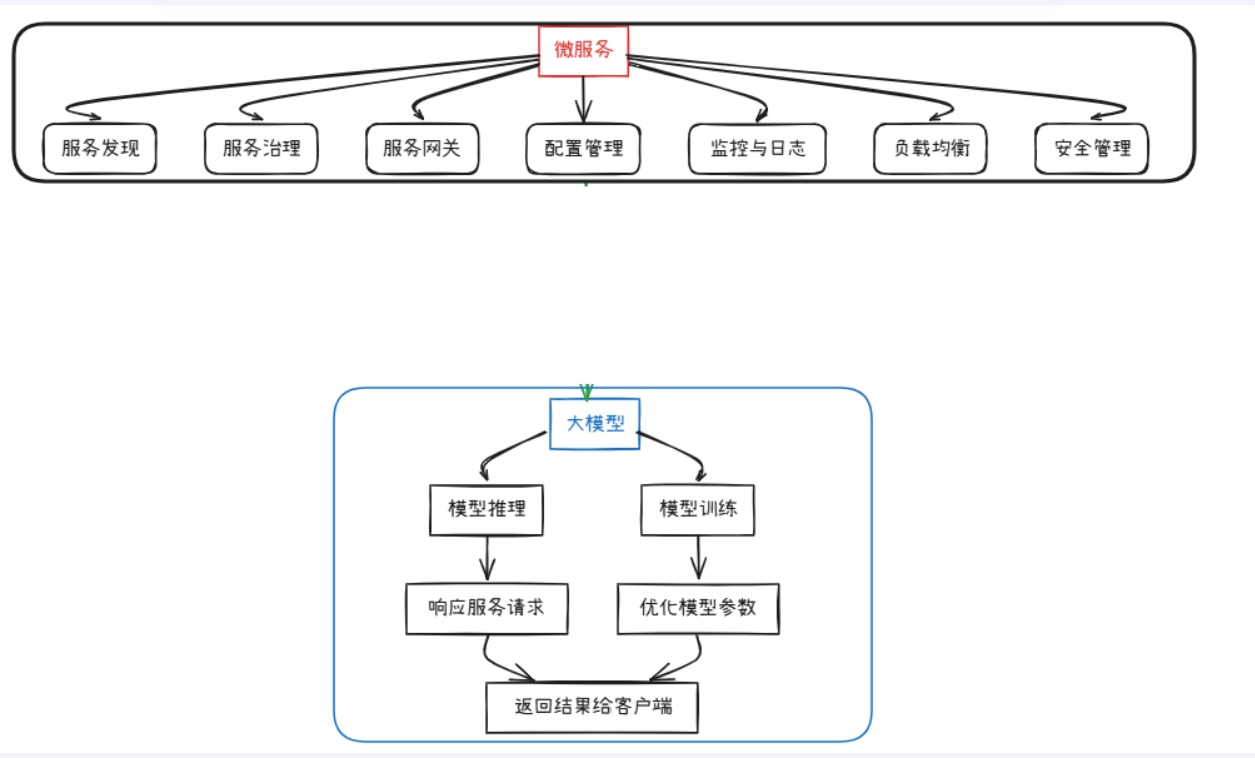 微服务
服务发现
服务治理
服务网关
配置管理
监控与日志
负载均衡
安全管理
大模型
模型推理
模型训练
响应服务请求
优化模型参数
返回结果给客户端